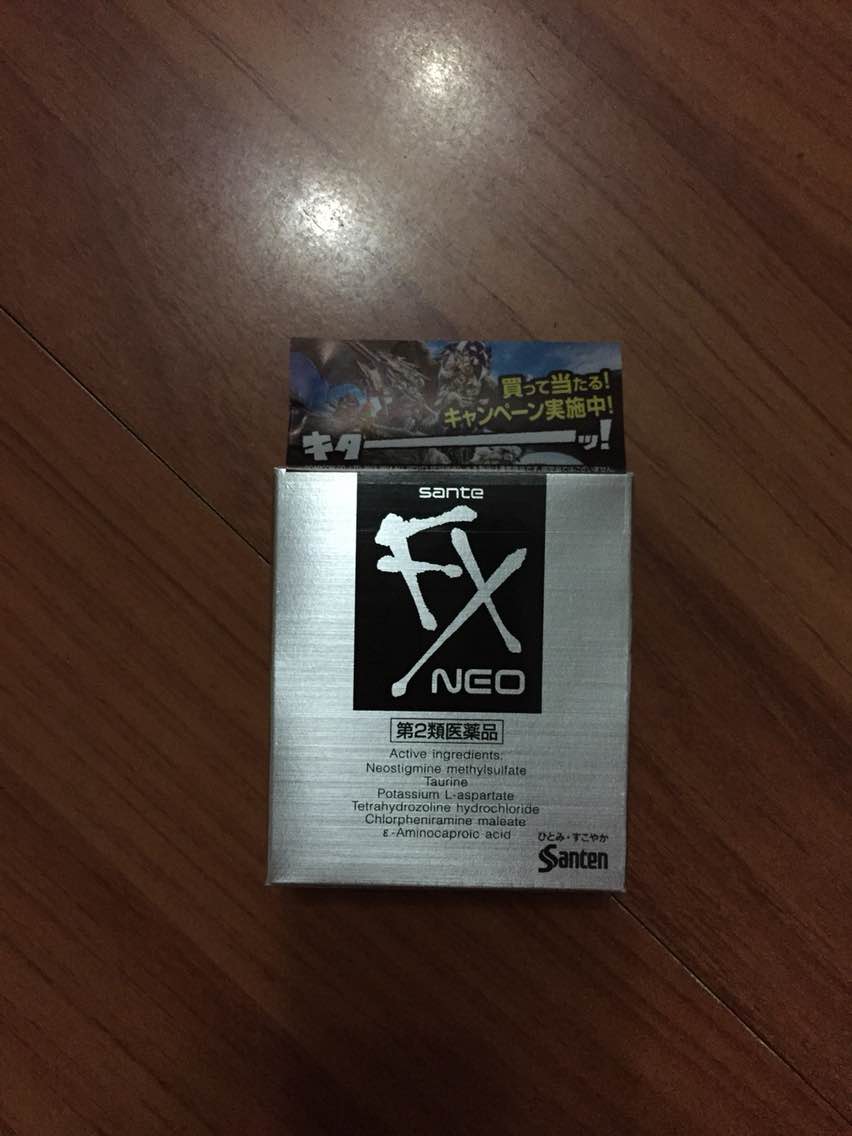 買って当たる!
キャンペーン実施中!
キターーッ!
sante
FX
NEO
第2類医薬品
Active ingredients:
Neostigmine methylsulfate
Taurine
Potassium L-aspartate
Tetrahydrozoline hydrochloride
Chlorpheniramine maleate
ε-Aminocaproic acid
ひとみ・すこやか
Santen